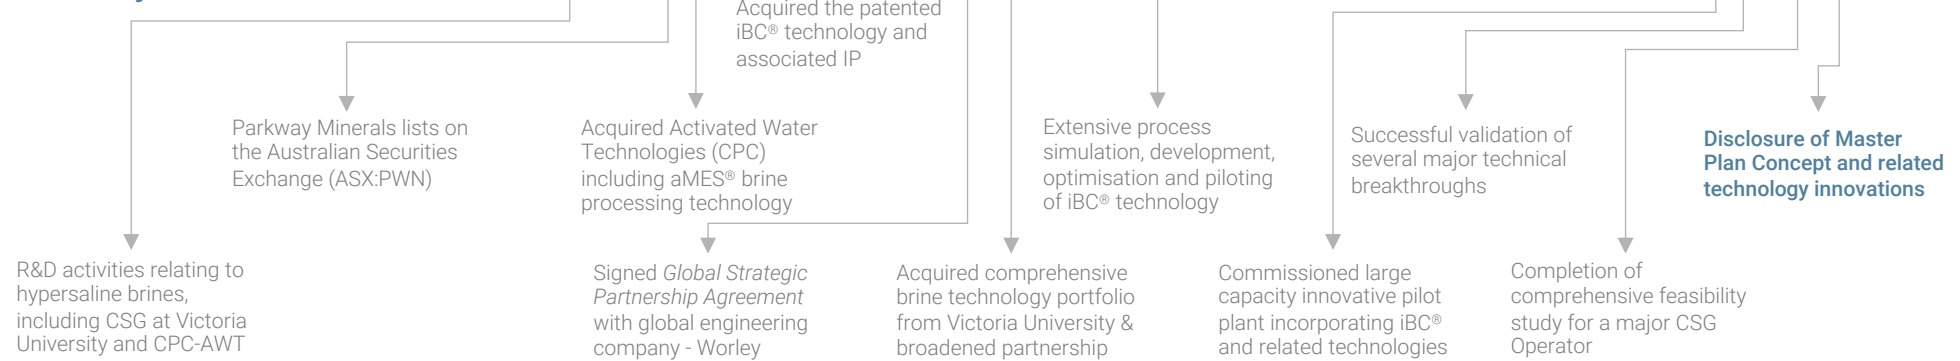 Acquired the patented
iBC® technology and
associated IP
Parkway Minerals lists on
the Australian Securities
Exchange (ASX:PWN)
Acquired Activated Water
Technologies (CPC)
including aMES® brine
processing technology
Extensive process
simulation, development,
optimisation and piloting
of iBC® technology
Successful validation of
several major technical
breakthroughs
Disclosure of Master
Plan Concept and related
technology innovations
R&D activities relating to
hypersaline brines,
including CSG at Victoria
University and CPC-AWT
Signed Global Strategic
Partnership Agreement
with global engineering
company - Worley
Acquired comprehensive
brine technology portfolio
from Victoria University &
broadened partnership
Commissioned large
capacity innovative pilot
plant incorporating iBC®
and related technologies
Completion of
comprehensive feasibility
study for a major CSG
Operator